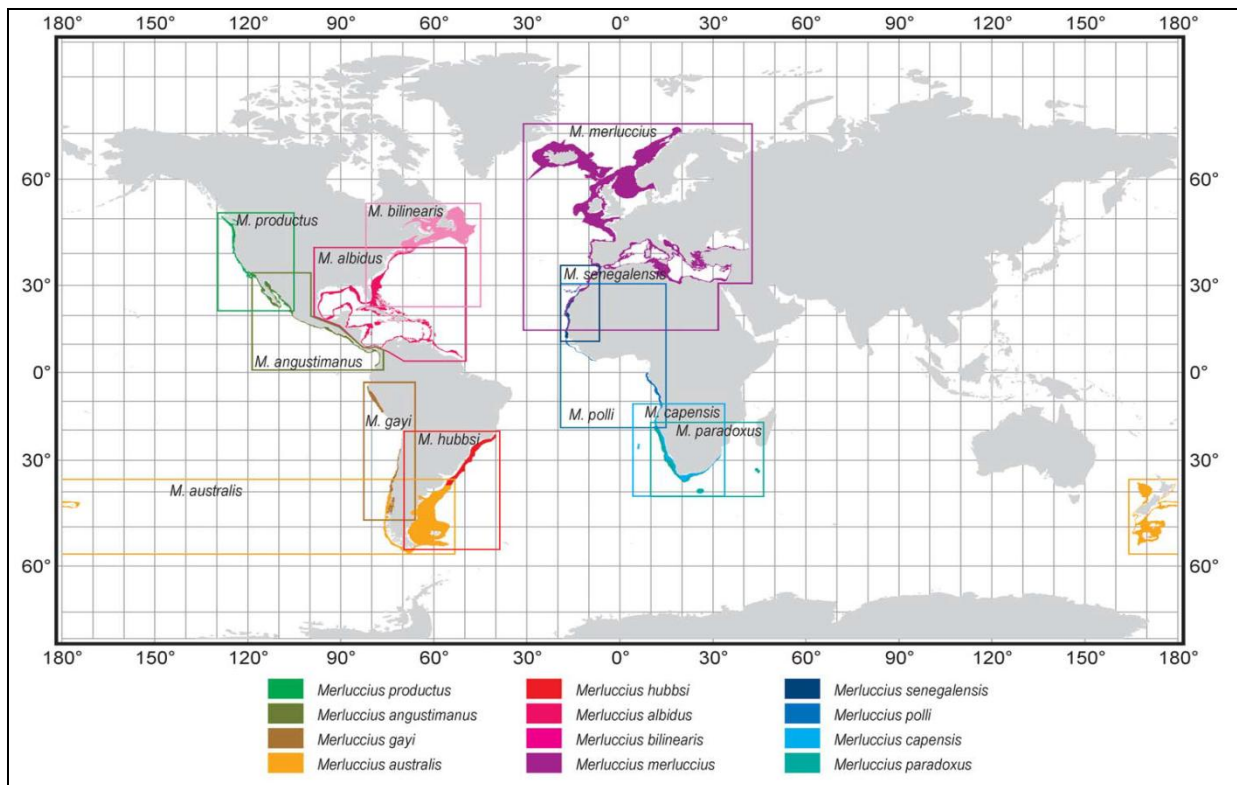 180° 150° 120° 90° 60° 30° 0° 30° 60° 90° 120° 150° 180°
M. merluccius
60° 60°
M. bilinearis
M. productus
M. albidus
M. senegalensis
30° 30°
M. angustimanus
0° 0°
M. gayi M. polli M. capensis
M. hubbsi M. paradoxus
30° 30°
M. australis
60° 60°
180° 150° 120° 90° 60° 30° 0° 30° 60° 90° 120° 150° 180°
Merluccius productus Merluccius hubbsi Merluccius senegalensis
Merluccius angustimanus Merluccius albidus Merluccius polli
Merluccius gayi Merluccius bilinearis Merluccius capensis
Merluccius australis Merluccius merluccius Merluccius paradoxus